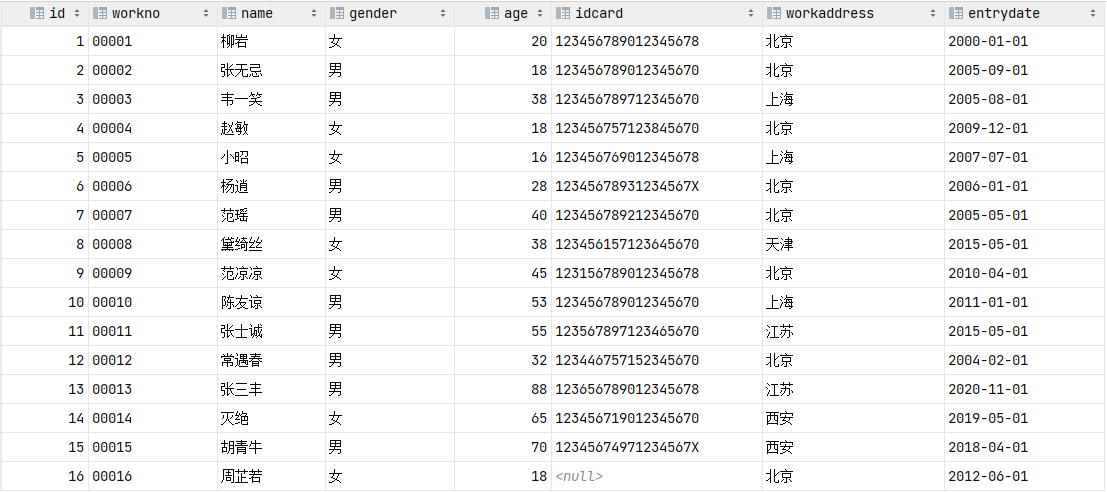 id workno name gender age idcard workaddress entrydate
1 00001 柳岩 女 20 123456789012345678 北京 2000-01-01
2 00002 张无忌 男 18 123456789012345670 北京 2005-09-01
3 00003 韦一笑 男 38 123456789712345670 上海 2005-08-01
4 00004 赵敏 女 18 123456757123845670 北京 2009-12-01
5 00005 小昭 女 16 123456769012345678 上海 2007-07-01
6 00006 杨逍 男 28 12345678931234567X 北京 2006-01-01
7 00007 范瑶 男 40 123456789212345670 北京 2005-05-01
8 00008 黛绮丝 女 38 123456157123645670 天津 2015-05-01
9 00009 范凉凉 女 45 123156789012345678 北京 2010-04-01
10 00010 陈友谅 男 53 123456789012345670 上海 2011-01-01
11 00011 张士诚 男 55 123567897123465670 江苏 2015-05-01
12 00012 常遇春 男 32 123446757152345670 北京 2004-02-01
13 00013 张三丰 男 88 123656789012345678 江苏 2020-11-01
14 00014 灭绝 女 65 123456719012345670 西安 2019-05-01
15 00015 胡青牛 男 70 12345674971234567X 西安 2018-04-01
16 00016 周芷若 女 18 <null> 北京 2012-06-01